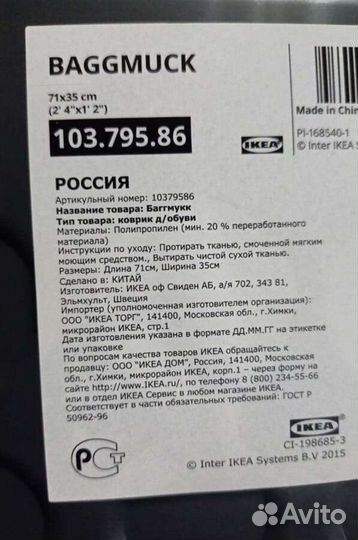 BAGGMUCK
71x35 cm
(2' 4"x1' 2")
103.795.86
IKEA
Made in Chin
PI-168540-1
© Inter IKEA S
РОССИЯ
Артикульный номер: 10379586
Название товара: Баггмукк
Тип товара: коврик д/обуви
Материалы: Полипропилен (мин. 20 % переработанного
материала)
Инструкции по уходу: Протирать тканью, смоченной мягким
моющим средством., Вытирать чистой сухой тканью.
Размеры: Длина 71см, Ширина 35см
Сделано в: КИТАЙ
Изготовитель: ИКЕА оф Свиден АБ, а/я 702, 343 81,
Эльмхульт, Швеция
Импортер (уполномоченная изготовителем организация):
ООО "ИКЕА ТОРГ", 141400, Московская обл., г.Химки,
микрорайон ИКЕА, стр.1
Дата изготовления указана в формате ДД.ММ.ГГ на этикетке
или упаковке
По вопросам качества товаров ИКЕА обращайтесь к
продавцу: ООО "ИКЕА ДОМ", Россия, 141400, Московская
обл., г.Химки, микрорайон ИКЕА, корп.1 – через
сайте http://www.IKEA.ru, по телефону 8 (800) 234-55-66
или в отдел ИКЕА Сервис в любом магазине ИКЕА.
Соответствует в части обязательных требований: ГОСТ Р
50962-96
РСТ
IKEA
CI-198685-3
© Inter IKEA Systems B.V 2015
Avito